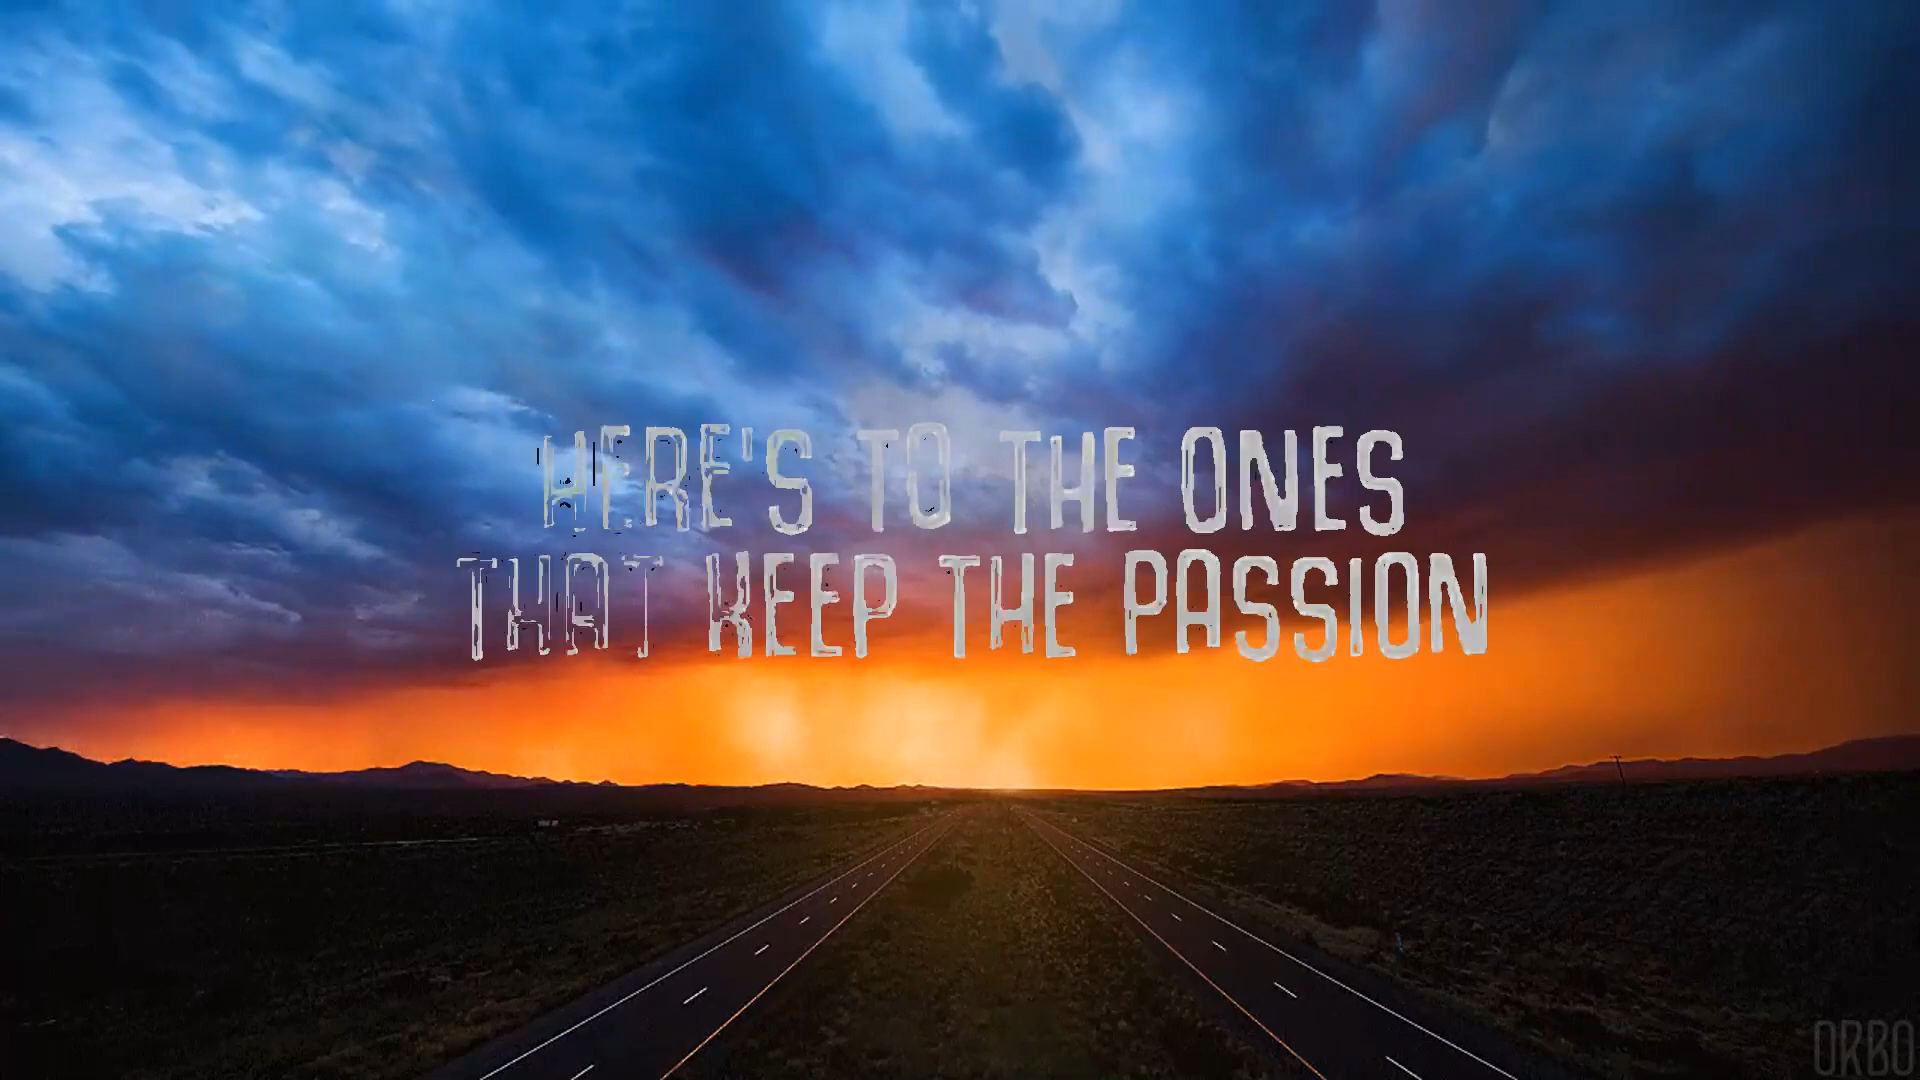 HERE'S TO THE ONES
THAT KEEP THE PASSION
ORBO